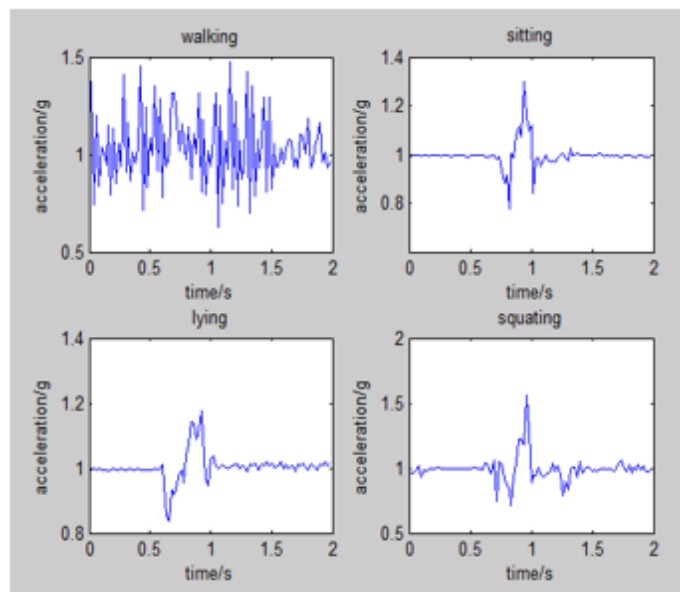 walking
1.5
1
0.5
acceleration/g
0 0.5 1 1.5 2
time/s
sitting
1.4
1.2
1
0.8
acceleration/g
0 0.5 1 1.5 2
time/s
lying
1.4
1.2
1
0.8
acceleration/g
0 0.5 1 1.5 2
time/s
squating
2
1.5
1
0.5
acceleration/g
0 0.5 1 1.5 2
time/s